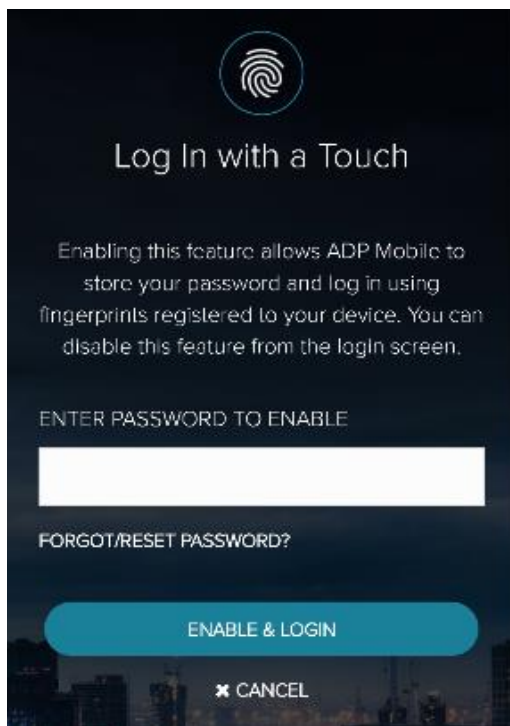 Log In with a Touch
Enabling this feature allows ADP Mobile to
store your password and log in using
fingerprints registered to your device. You can
disable this feature from the login screen.
ENTER PASSWORD TO ENABLE
FORGOT/RESET PASSWORD?
ENABLE & LOGIN
✖ CANCEL